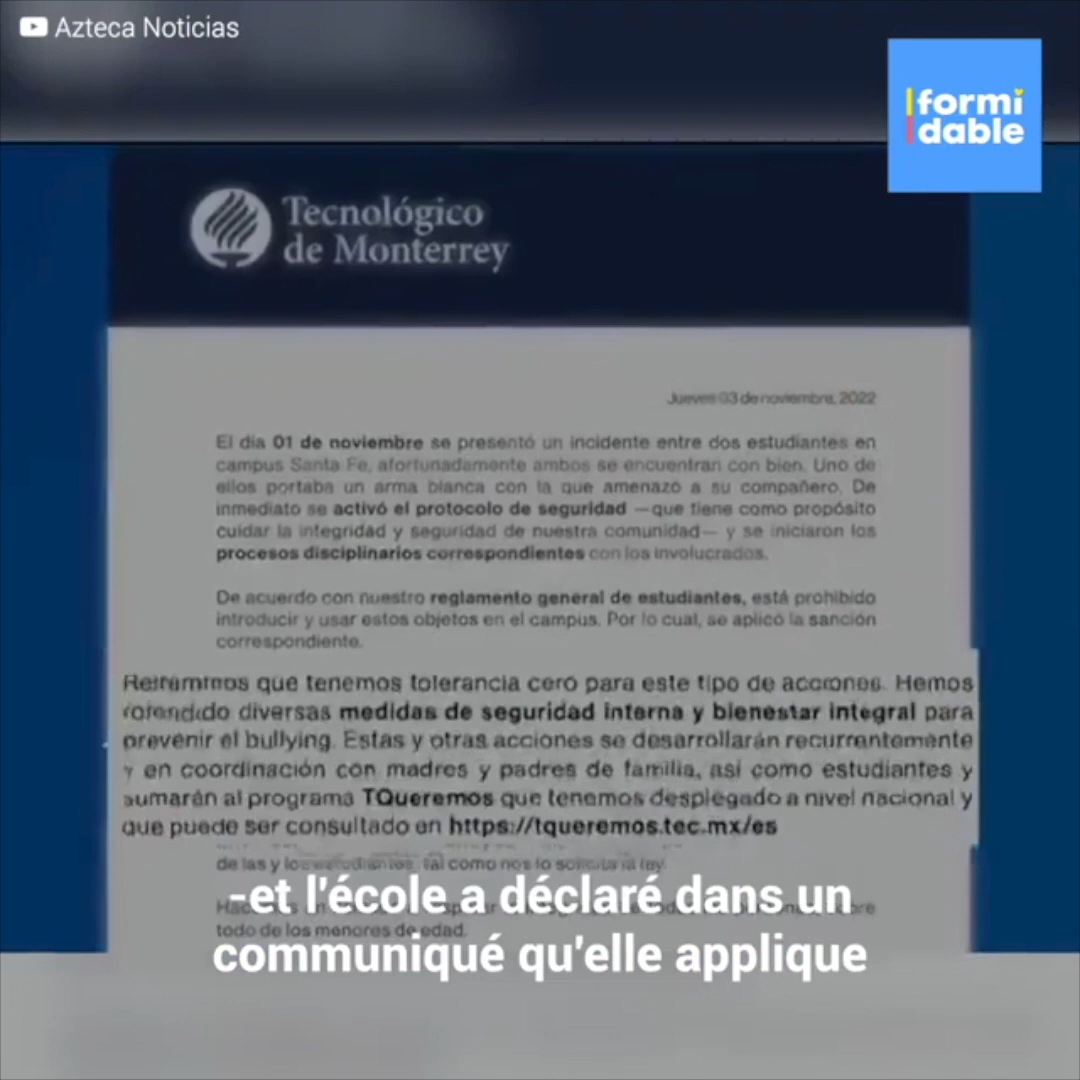 Azteca Noticias
formi
dable
Tecnológico
de Monterrey
Jueves 03 de noviembre, 2022
El día 01 de noviembre se presentó un incidente entre dos estudiantes en
campus Santa Fe, afortunadamente ambos se encuentran con bien. Uno de
ellos portaba un arma blanca con la que amenazó a su compañero. De
inmediato se activó el protocolo de seguridad —que tiene como propósito
cuidar la integridad y seguridad de nuestra comunidad— y se iniciaron los
procesos disciplinarios correspondientes con los involucrados.
De acuerdo con nuestro reglamento general de estudiantes, está prohibido
introducir y usar estos objetos en el campus. Por lo cual, se aplicó la sanción
correspondiente.
que tenemos tolerancia cero para este tipo de acciones. Hemos
diversas medidas de seguridad interna y bienestar integral para
prevenir el bullying. Estas y otras acciones se desarrollarán recurrentemente
y en coordinación con madres y padres de familia, así como estudiantes y
sumarán al programa TQueremos que tenemos desplegado a nivel nacional y
que puede ser consultado en https://tqueremos.tec.mx/es
de las y los estudiantes, tal como nos lo solicita la ley.
todo de los menores de edad.
-et l'école a déclaré dans un
communiqué qu'elle applique